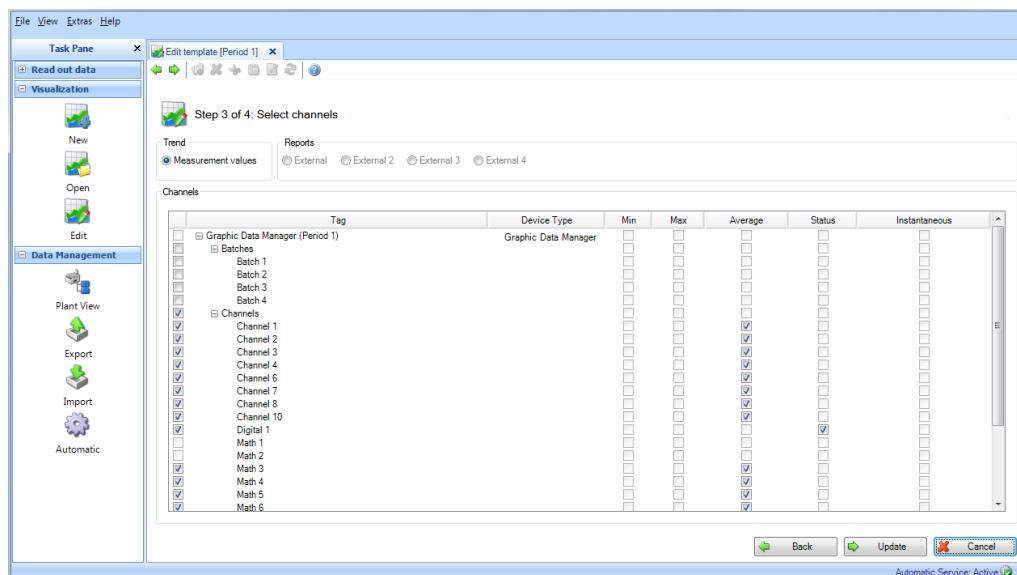 File View Extras Help
Task Pane
Edit template [Period 1]
Read out data
Visualization
New
Open
Edit
Data Management
Plant View
Export
Import
Automatic
Step 3 of 4: Select channels
Trend
Measurement values
Reports
External External 2 External 3 External 4
Channels
Tag Device Type Min Max Average Status Instantaneous
Graphic Data Manager (Period 1) Graphic Data Manager
Batches
Batch 1
Batch 2
Batch 3
Batch 4
Channels
Channel 1
Channel 2
Channel 3
Channel 4
Channel 6
Channel 7
Channel 8
Channel 10
Digital 1
Math 1
Math 2
Math 3
Math 4
Math 5
Math 6
Back Update Cancel
Automatic Service: Active